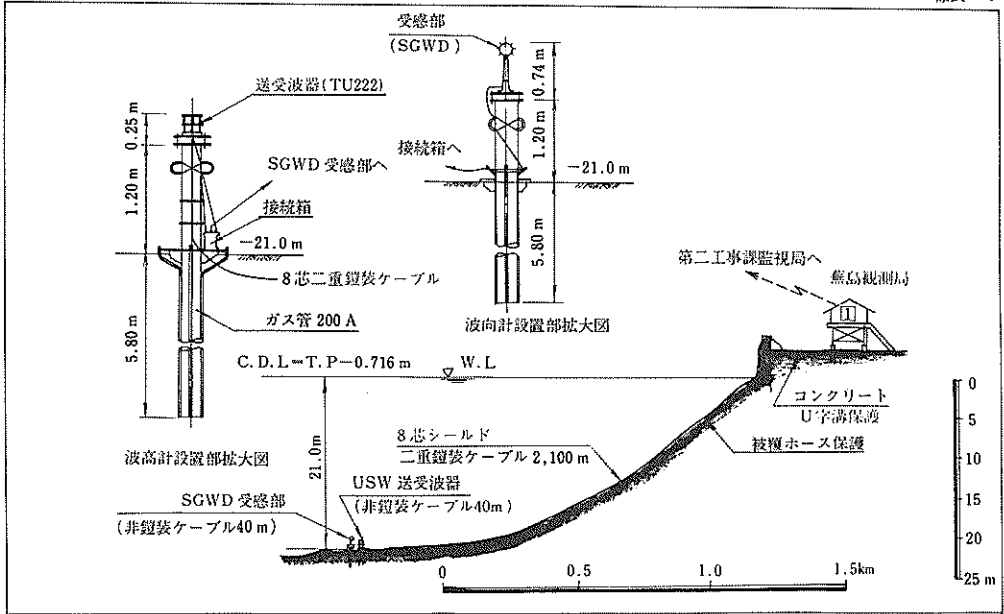 受感部
(SGWD)
0.74 m
1.20 m
接続箱へ
-21.0 m
5.80 m
波向計設置部拡大図
送受波器(TU222)
0.25 m
1.20 m
SGWD 受感部へ
接続箱
-21.0 m
8芯二重鎧装ケーブル
ガス管 200 A
5.80 m
波高計設置部拡大図
第二工事課監視局へ
観測局
C.D.L=T.P-0.716 m
W.L
21.0m
8芯シールド
二重鎧装ケーブル 2,100 m
コンクリート
U字溝保護
被覆ホース保護
SGWD 受感部
(非鎧装ケーブル40 m)
USW 送受波器
(非鎧装ケーブル40m)
0
5
10
15
20
25 m
0
0.5
1.0
1.5km